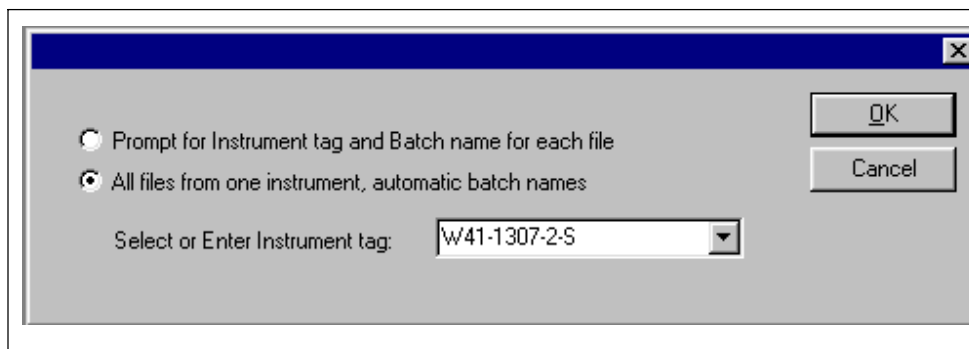 Prompt for Instrument tag and Batch name for each file
All files from one instrument, automatic batch names
Select or Enter Instrument tag:
W41-1307-2-S
OK
Cancel